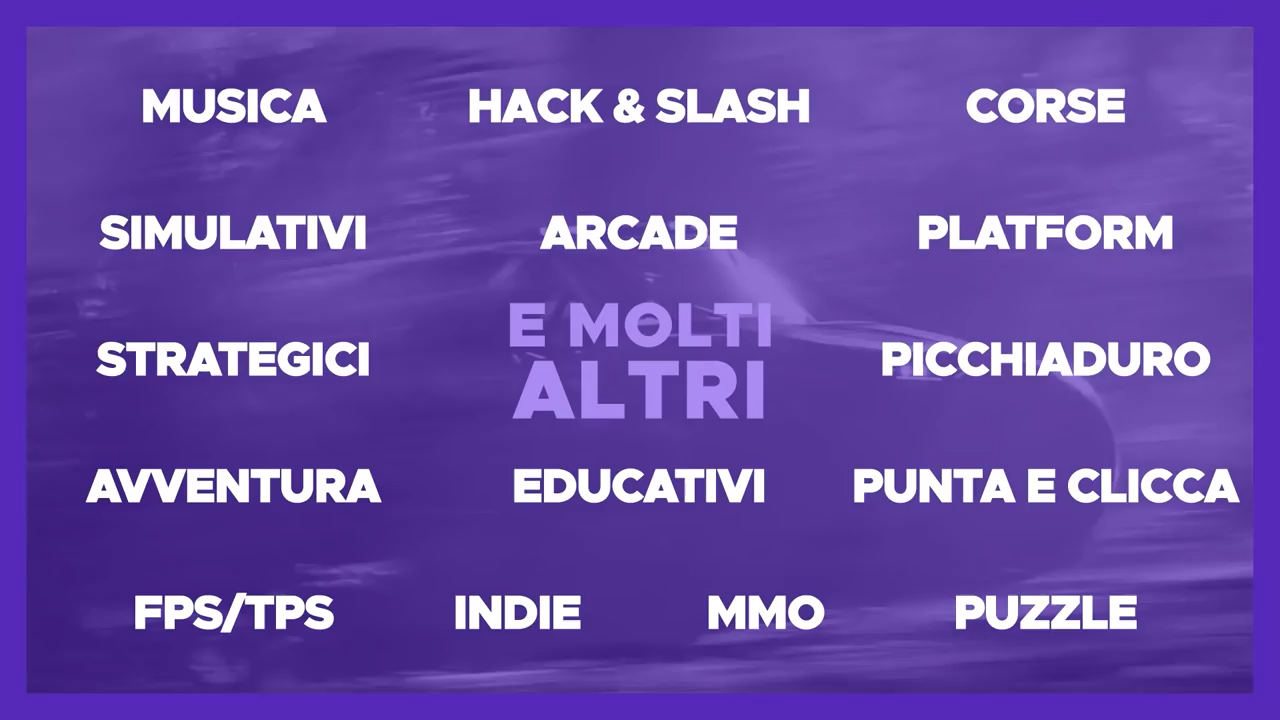 MUSICA
HACK & SLASH
CORSE
SIMULATIVI
ARCADE
PLATFORM
E MOLTI
ALTRI
STRATEGICI
PICCHIADURO
AVVENTURA
EDUCATIVI
PUNTA E CLICCA
FPS/TPS
INDIE
MMO
PUZZLE